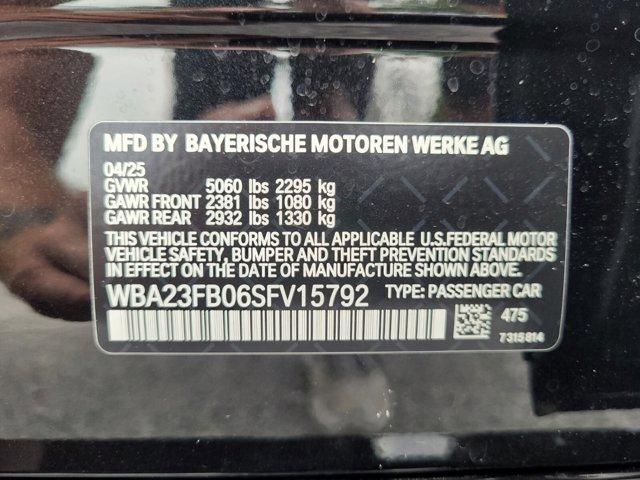 MFD BY BAYERISCHE MOTOREN WERKE AG
04/25
GVWR 5060 lbs 2295 kg
GAWR FRONT 2381 lbs 1080 kg
GAWR REAR 2932 lbs 1330 kg
THIS VEHICLE CONFORMS TO ALL APPLICABLE U.S.FEDERAL MOTOR
VEHICLE SAFETY, BUMPER AND THEFT PREVENTION STANDARDS
IN EFFECT ON THE DATE OF MANUFACTURE SHOWN ABOVE.
WBA23FB06SFV15792 TYPE: PASSENGER CAR
475
7315814